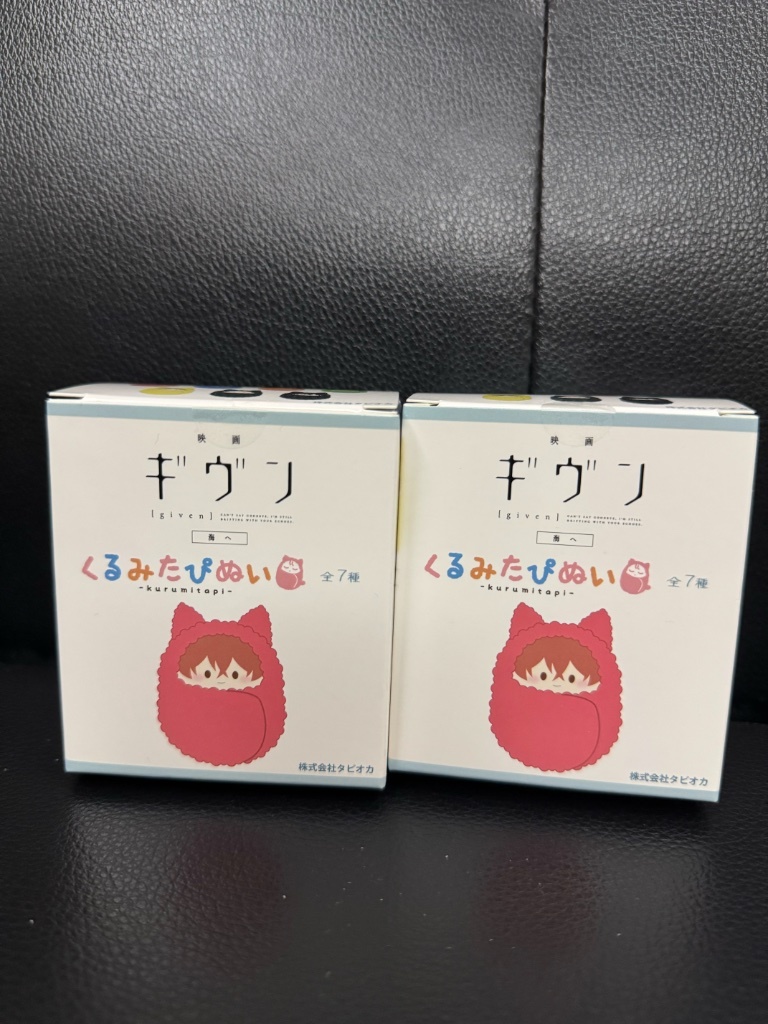 映画
ギヴン
[given]
海へ
くるみたぴぬい
全7種
-kurumitapi-
株式会社タピオカ
映画
ギヴン
[given]
海へ
くるみたぴぬい
全7種
-kurumitapi-
株式会社タピオカ